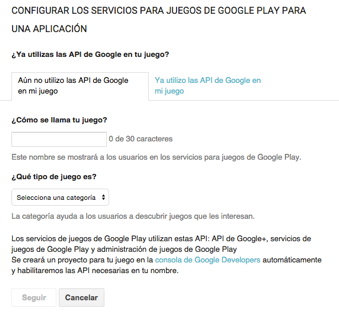 CONFIGURAR LOS SERVICIOS PARA JUEGOS DE GOOGLE PLAY PARA
UNA APLICACIÓN
¿Ya utilizas las API de Google en tu juego?
Aún no utilizo las API de Google
en mi juego
Ya utilizo las API de Google en
mi juego
¿Cómo se llama tu juego?
0 de 30 caracteres
Este nombre se mostrará a los usuarios en los servicios para juegos de Google Play.
¿Qué tipo de juego es?
Selecciona una categoría
La categoría ayuda a los usuarios a descubrir juegos que les interesan.
Los servicios de juegos de Google Play utilizan estas API: API de Google+, servicios de
juegos de Google Play y administración de juegos de Google Play
Se creará un proyecto para tu juego en la consola de Google Developers automáticamente
y habilitaremos las API necesarias en tu nombre.
Seguir
Cancelar